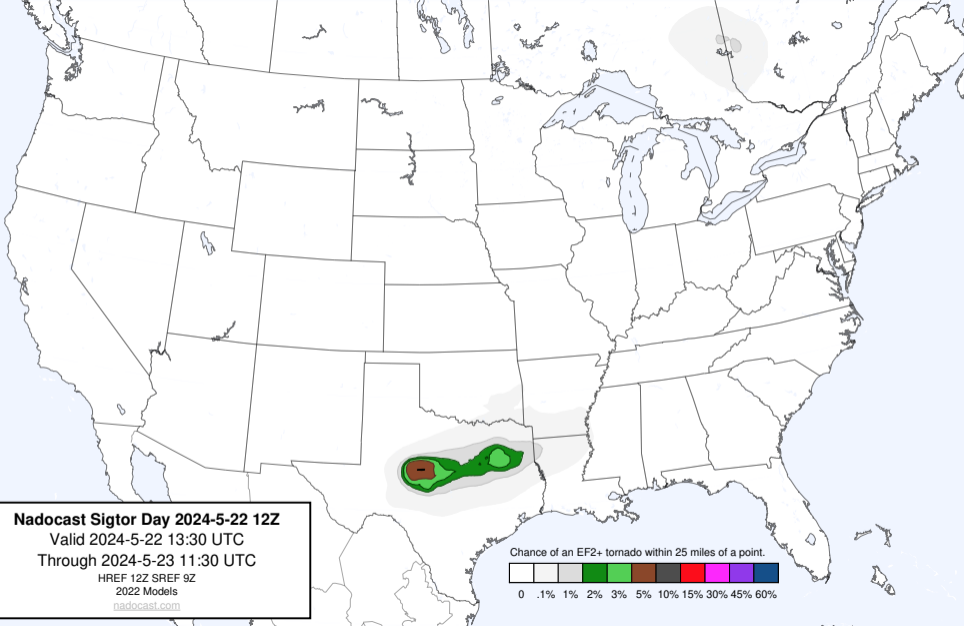 Nadocast Sigtor Day 2024-5-22 12Z
Valid 2024-5-22 13:30 UTC
Through 2024-5-23 11:30 UTC
HREF 12Z SREF 9Z
2022 Models
nadocast.com
Chance of an EF2+ tornado within 25 miles of a point.
0 .1% 1% 2% 3% 5% 10% 15% 30% 45% 60%